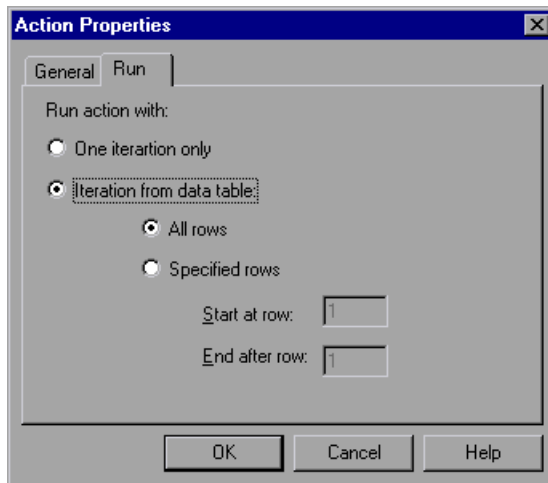 Action Properties
General Run
Run action with:
One iterartion only
Iteration from data table:
All rows
Specified rows
Start at row: 1
End after row: 1
OK Cancel Help